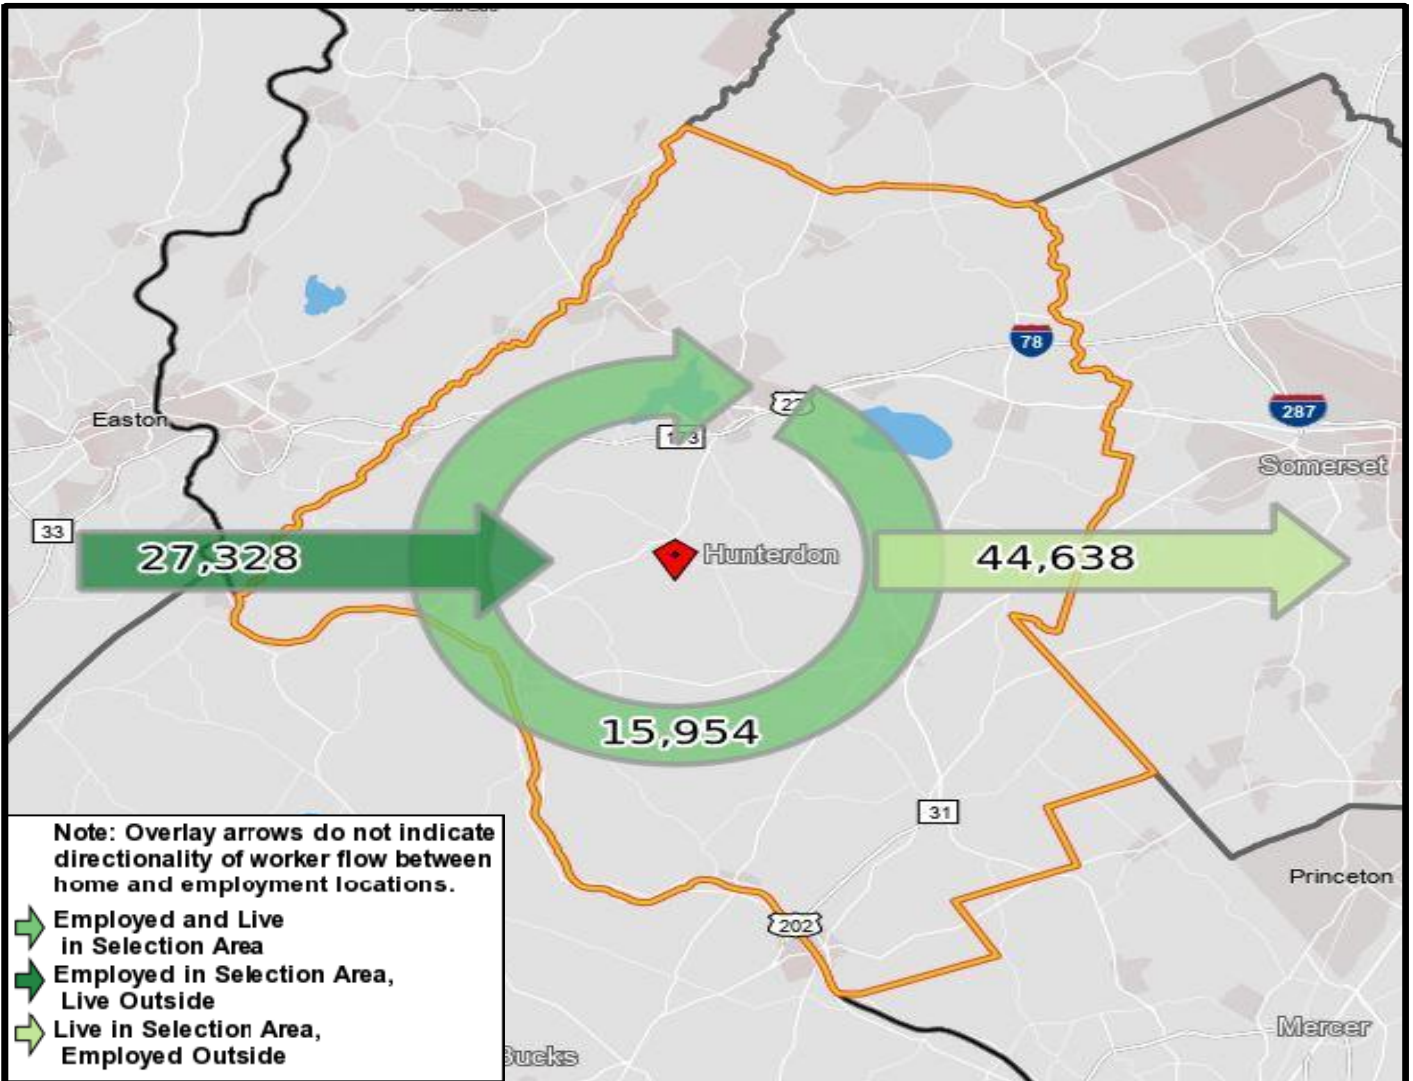 Easton
33
27,328
173
22
78
287
Somerset
Hunterdon
44,638
15,954
31
202
Princeton
Mercer
Bucks
Note: Overlay arrows do not indicate
directionality of worker flow between
home and employment locations.
Employed and Live
in Selection Area
Employed in Selection Area,
Live Outside
Live in Selection Area,
Employed Outside